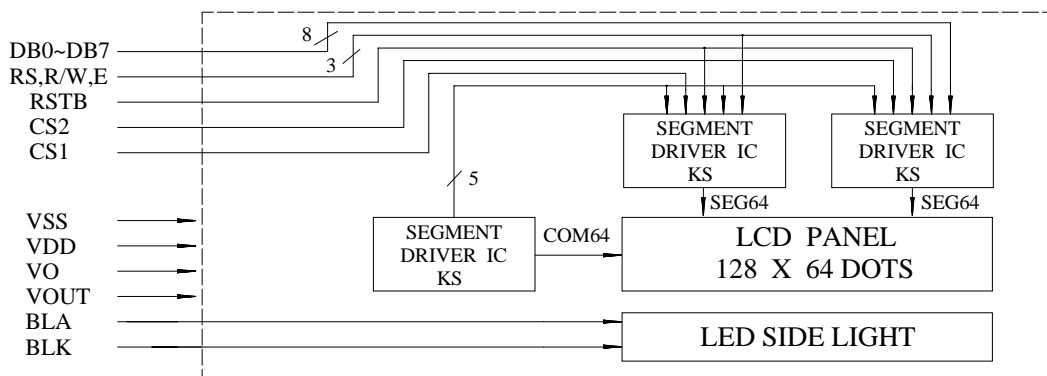 DB0~DB7
RS,R/W,E
RSTB
CS2
CS1
8
3
5
SEGMENT
DRIVER IC
KS
SEGMENT
DRIVER IC
KS
SEG64
SEG64
VSS
VDD
VO
VOUT
BLA
BLK
SEGMENT
DRIVER IC
KS
COM64
LCD PANEL
128 X 64 DOTS
LED SIDE LIGHT